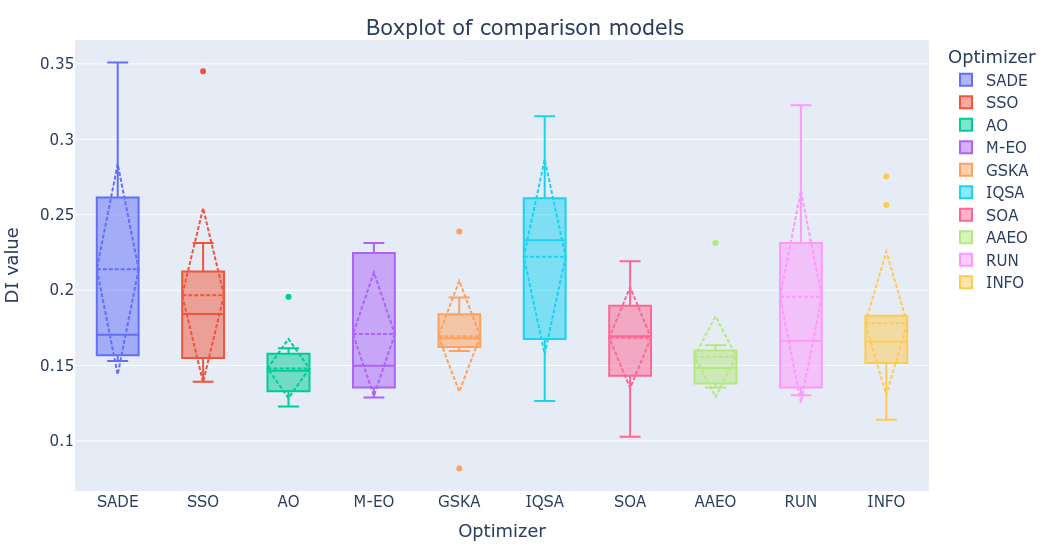 Boxplot of comparison models
DI value
0.35
0.3
0.25
0.2
0.15
0.1
SADE
SSO
AO
M-EO
GSKA
IQSA
SOA
AAEO
RUN
INFO
Optimizer
Optimizer
SADE
SSO
AO
M-EO
GSKA
IQSA
SOA
AAEO
RUN
INFO